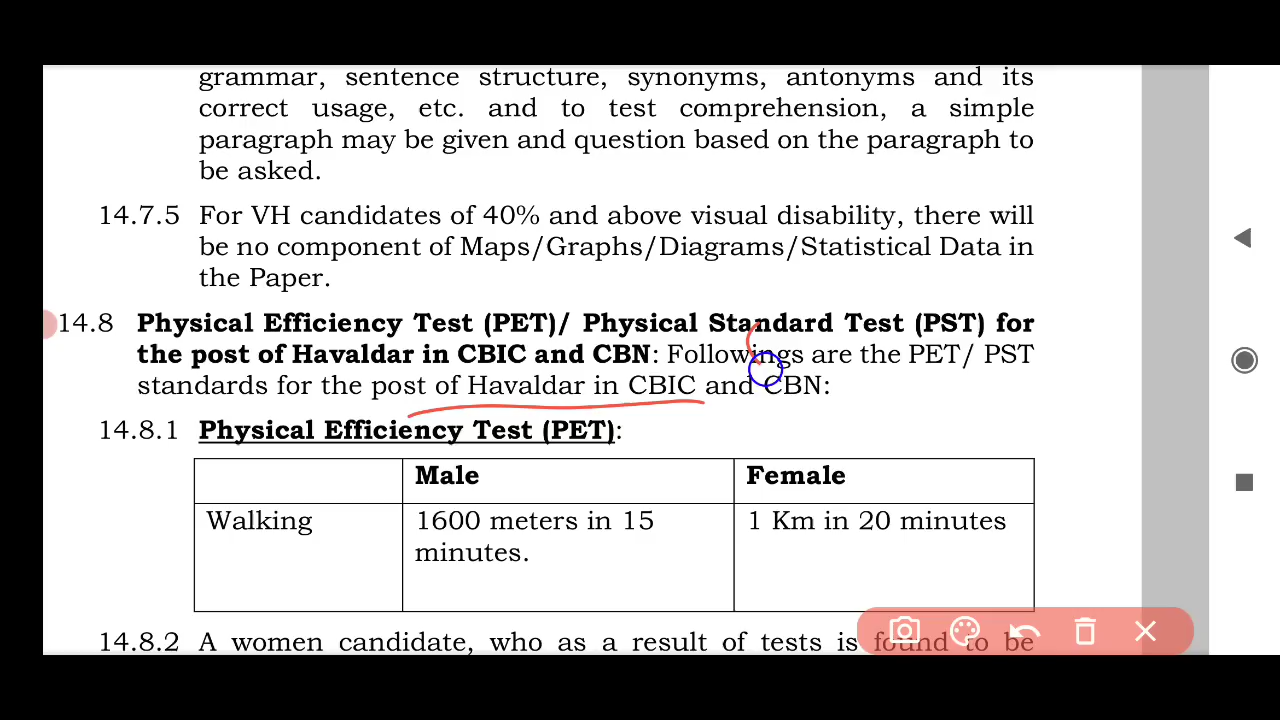 grammar, sentence structure, synonyms, antonyms and its
correct usage, etc. and to test comprehension, a simple
paragraph may be given and question based on the paragraph to
be asked.
14.7.5 For VH candidates of 40% and above visual disability, there will
be no component of Maps/Graphs/Diagrams/Statistical Data in
the Paper.
14.8 Physical Efficiency Test (PET)/ Physical Standard Test (PST) for
the post of Havaldar in CBIC and CBN: Followings are the PET/ PST
standards for the post of Havaldar in CBIC and CBN:
14.8.1 Physical Efficiency Test (PET):
Male Female
Walking 1600 meters in 15 1 Km in 20 minutes
minutes.
14.8.2 A women candidate, who as a result of tests is found to be